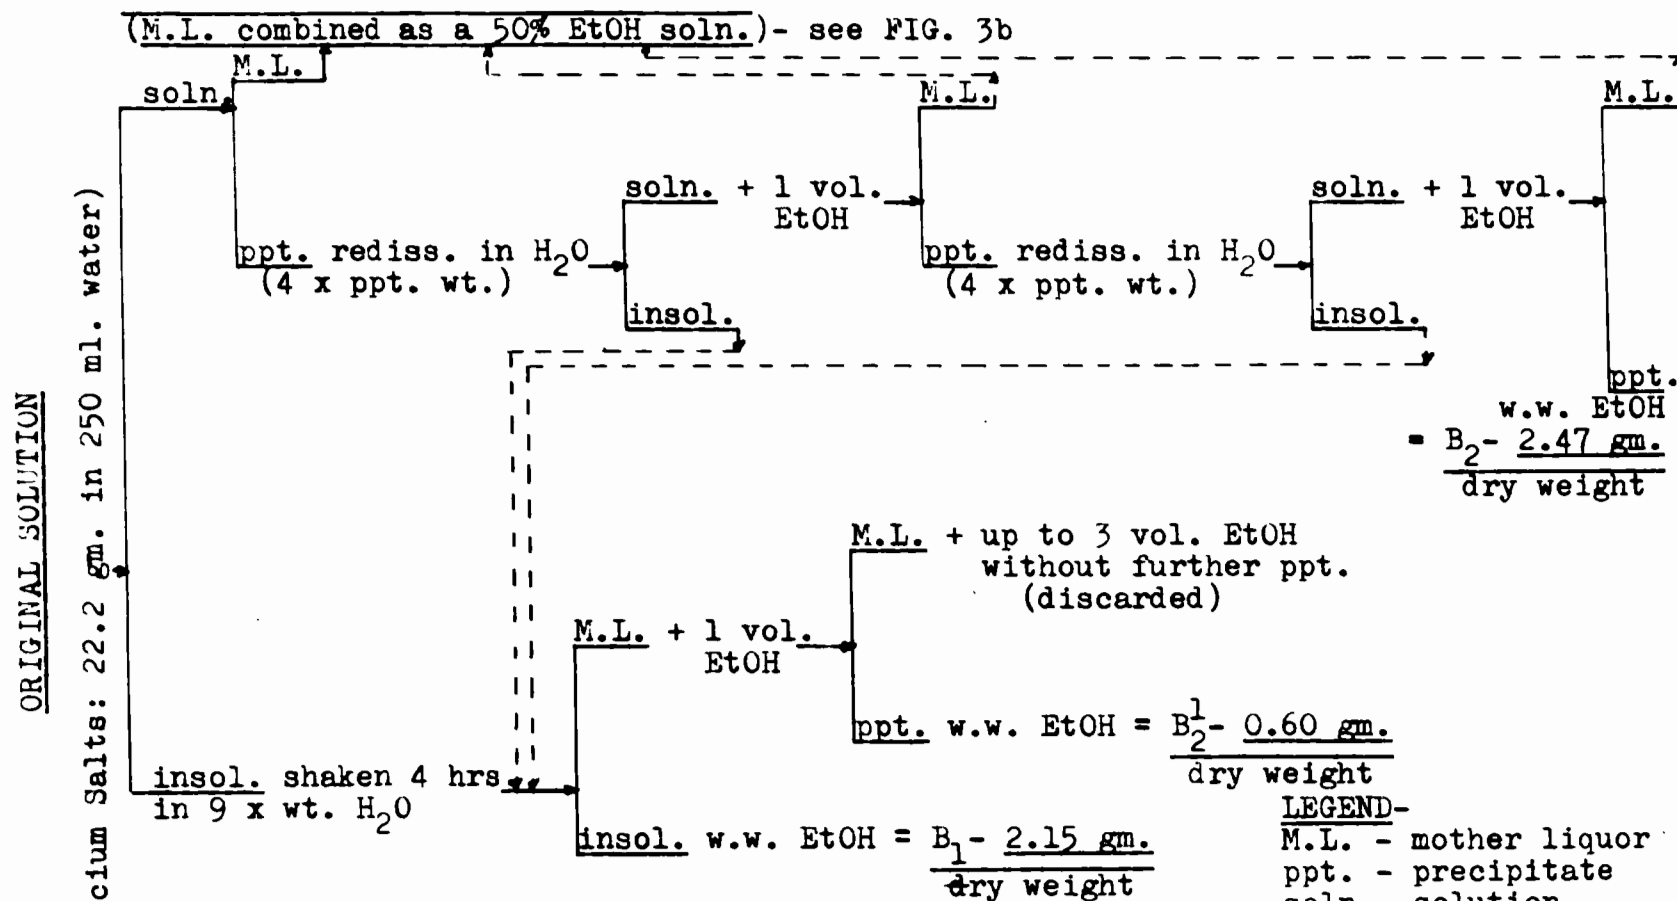 (M.L. combined as a 50% EtOH soln.)- see FIG. 3b
M.L.
soln.
ppt. rediss. in H2O
(4 x ppt. wt.)
soln. + 1 vol.
EtOH
insol.
M.L.
ppt. rediss. in H2O
(4 x ppt. wt.)
soln. + 1 vol.
EtOH
insol.
M.L.
ppt.
w.w. EtOH
= B2- 2.47 gm.
dry weight
ORIGINAL SOLUTION
cium Salts: 22.2 gm. in 250 ml. water)
insol. shaken 4 hrs
in 9 x wt. H2O
M.L. + 1 vol.
EtOH
M.L. + up to 3 vol. EtOH
without further ppt.
(discarded)
ppt. w.w. EtOH = B¹2- 0.60 gm.
dry weight
insol. w.w. EtOH = B1- 2.15 gm.
dry weight
LEGEND-
M.L. - mother liquor
ppt. - precipitate
soln - solution